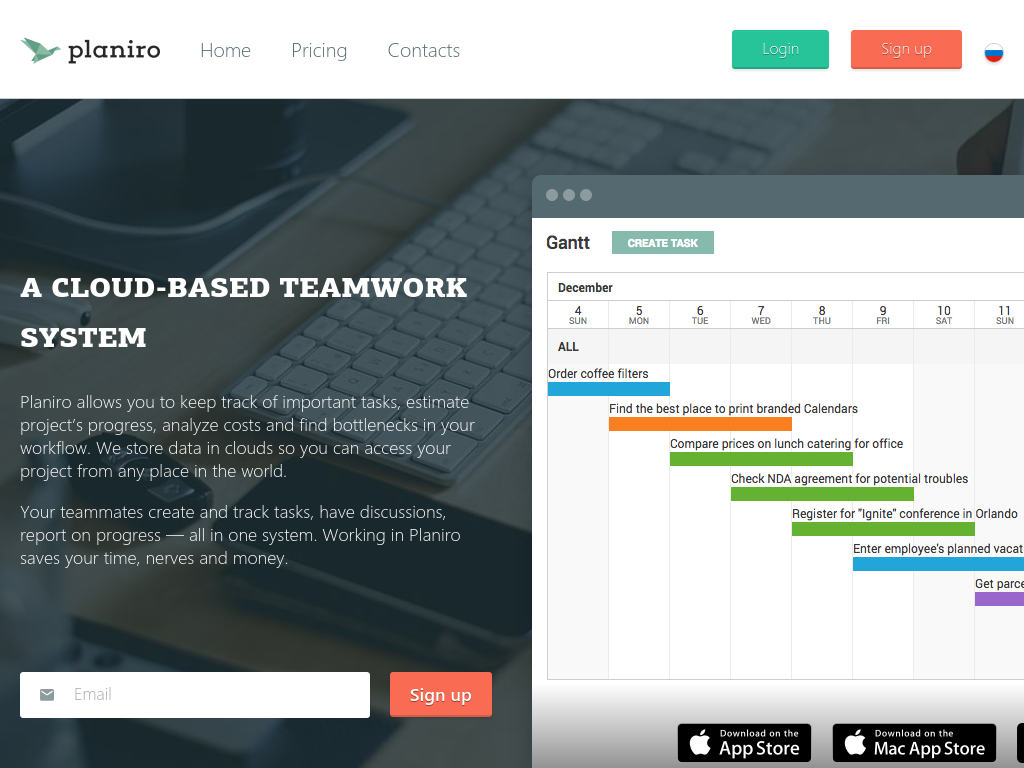 planiro
Home
Pricing
Contacts
Login
Sign up
A CLOUD-BASED TEAMWORK
SYSTEM
Planiro allows you to keep track of important tasks, estimate
project's progress, analyze costs and find bottlenecks in your
workflow. We store data in clouds so you can access your
project from any place in the world.
Your teammates create and track tasks, have discussions,
report on progress — all in one system. Working in Planiro
saves your time, nerves and money.
Email
Sign up
Gantt
CREATE TASK
December
4 5 6 7 8 9 10 11
SUN MON TUE WED THU FRI SAT SUN
ALL
Order coffee filters
Find the best place to print branded Calendars
Compare prices on lunch catering for office
Check NDA agreement for potential troubles
Register for "Ignite" conference in Orlando
Enter employee's planned vacat
Get parce
Download on the
App Store
Download on the
Mac App Store